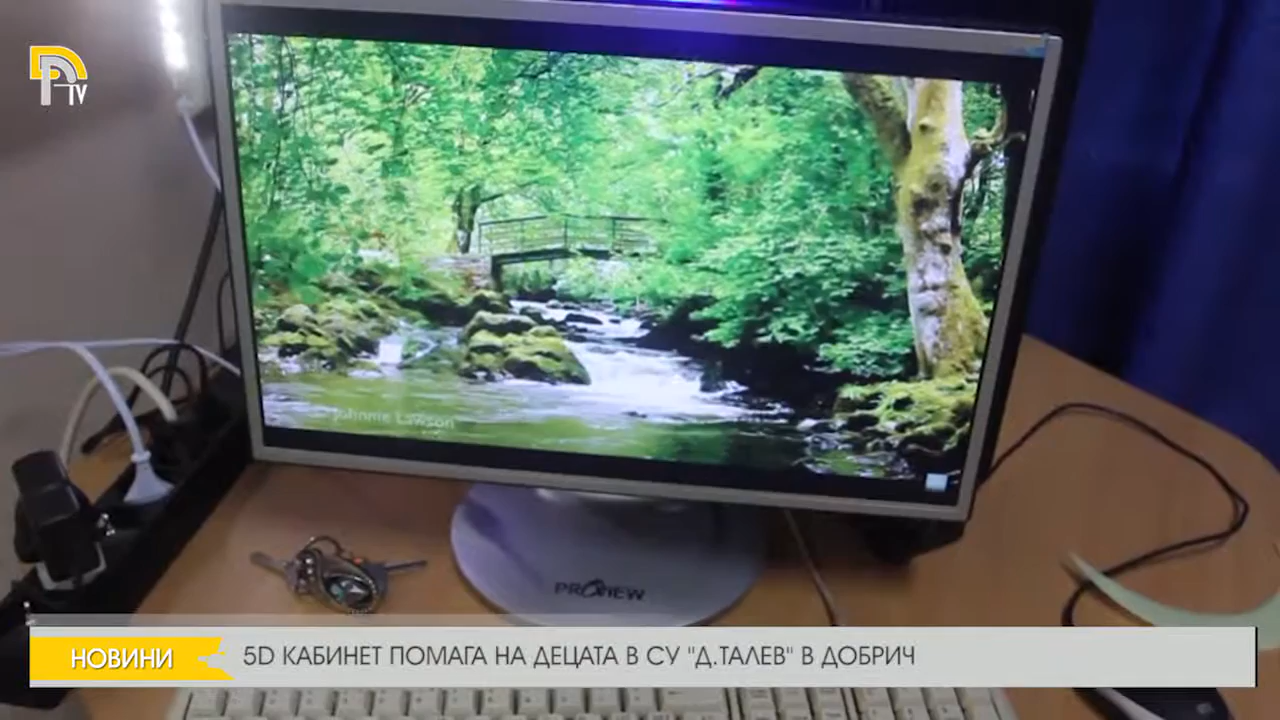 TV
Johnnie Lawson
PROVIEW
НОВИНИ
5D КАБИНЕТ ПОМАГА НА ДЕЦАТА В СУ "Д.ТАЛЕВ" В ДОБРИЧ